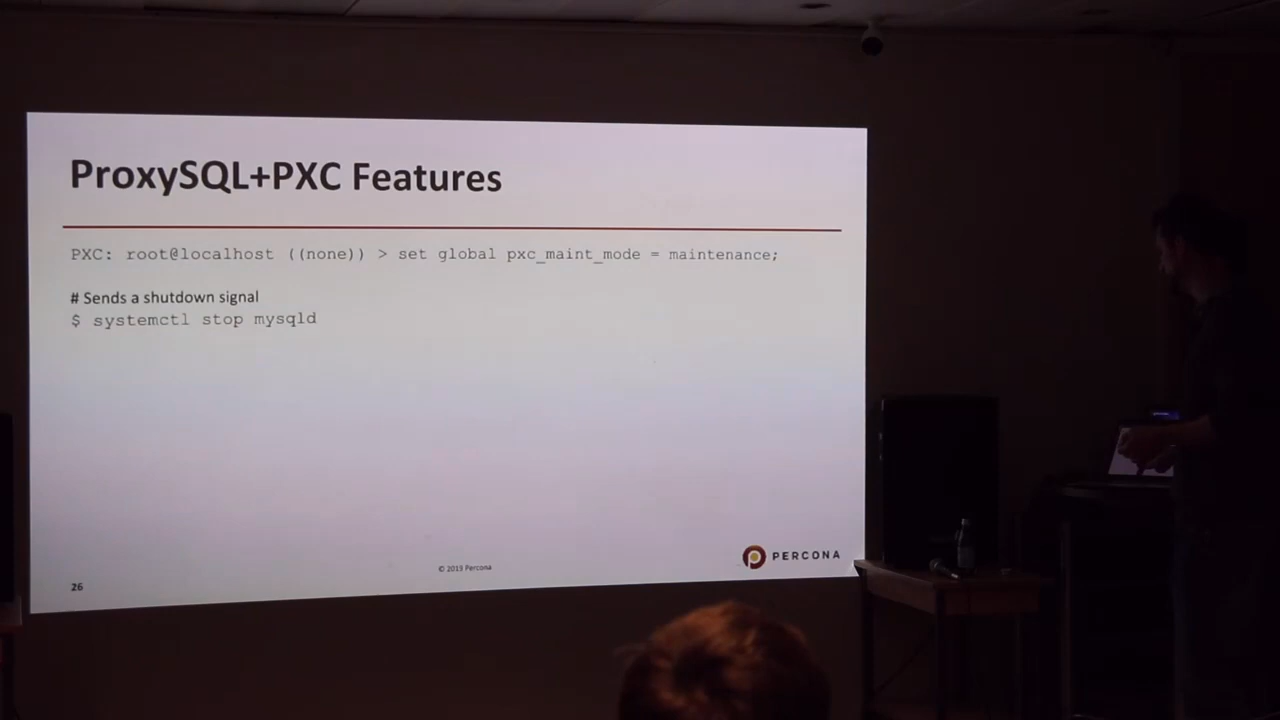 ProxySQL+PXC Features
PXC: root@localhost ((none)) > set global pxc_maint_mode = maintenance;
# Sends a shutdown signal
$ systemctl stop mysqld
PERCONA
© 2019 Percona
26